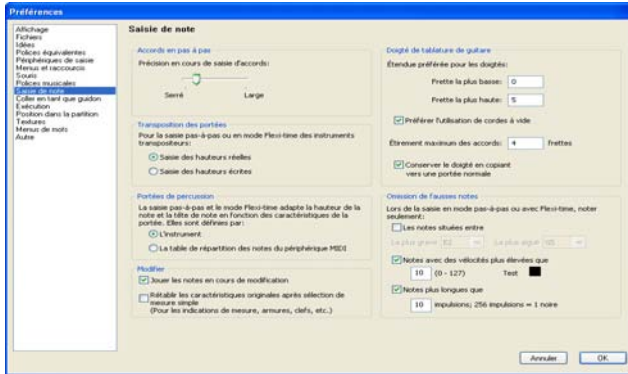 Préférences
Affichage
Fichiers
Idées
Polices équivalentes
Périphériques de saisie
Menus et raccourcis
Souris
Polices musicales
Saisie de note
Coller en tant que guidon
Exécution
Position dans la partition
Textures
Menus de mots
Autre
Saisie de note
Accords en pas à pas
Précision en cours de saisie d'accords:
Serré Large
Transposition des portées
Pour la saisie pas-à-pas ou en mode Flexi-time des instruments
transpositeurs:
Saisie des hauteurs réelles
Saisie des hauteurs écrites
Portées de percussion
La saisie pas-à-pas et le mode Flexi-time adapte la hauteur de la
note et la tête de note en fonction des caractéristiques de la
portée. Elles sont définies par:
L'instrument
La table de répartition des notes du périphérique MIDI
Modifier
Jouer les notes en cours de modification
Rétablir les caractéristiques originales après sélection de
mesure simple
(Pour les indications de mesure, armures, clefs, etc.)
Doigté de tablature de guitare
Étendue préférée pour les doigtés:
Frette la plus basse: 0
Frette la plus haute: 5
Préférer l'utilisation de cordes à vide
Étirement maximum des accords: 4 frettes
Conserver le doigté en copiant
vers une portée normale
Omission de fausses notes
Lors de la saisie en mode pas-à-pas ou avec Flexi-time, noter
seulement:
Les notes situées entre
La plus grave La plus aiguë
Notes avec des vélocités plus élevées que
10 (0 - 127) Test
Notes plus longues que
10 impulsions; 256 impulsions = 1 noire
Annuler OK